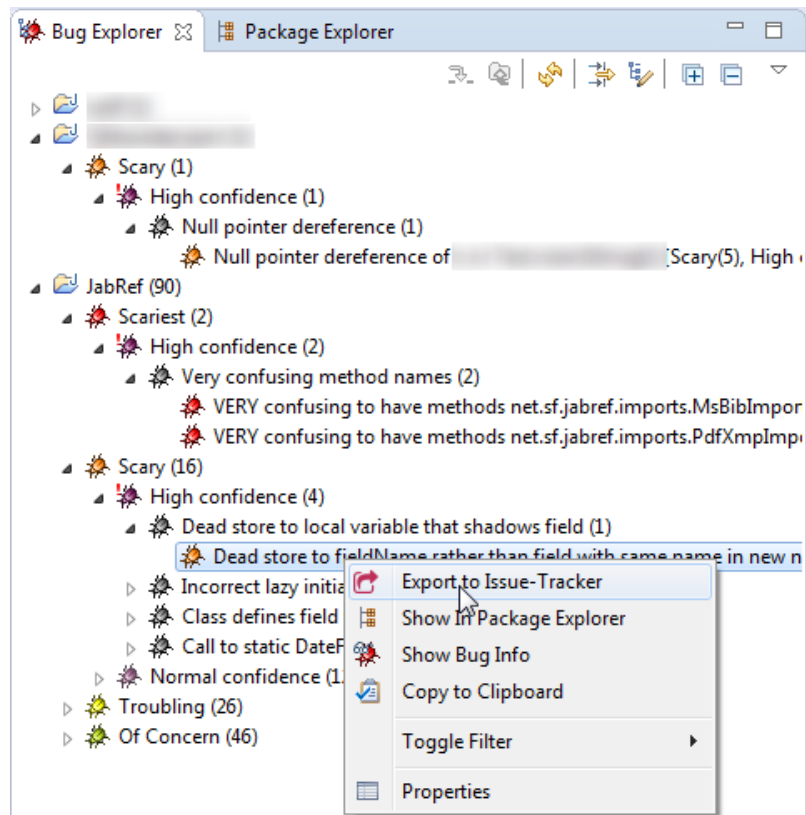 Bug Explorer Package Explorer
Scary (1)
High confidence (1)
Null pointer dereference (1)
Null pointer dereference of [Scary(5), High
JabRef (90)
Scariest (2)
High confidence (2)
Very confusing method names (2)
VERY confusing to have methods net.sf.jabref.imports.MsBibImpor
VERY confusing to have methods net.sf.jabref.imports.PdfXmpImp
Scary (16)
High confidence (4)
Dead store to local variable that shadows field (1)
Dead store to fieldName rather than field with same name in new n
Incorrect lazy initia
Class defines field
Call to static DateF
Normal confidence (1
Troubling (26)
Of Concern (46)
Export to Issue-Tracker
Show In Package Explorer
Show Bug Info
Copy to Clipboard
Toggle Filter
Properties